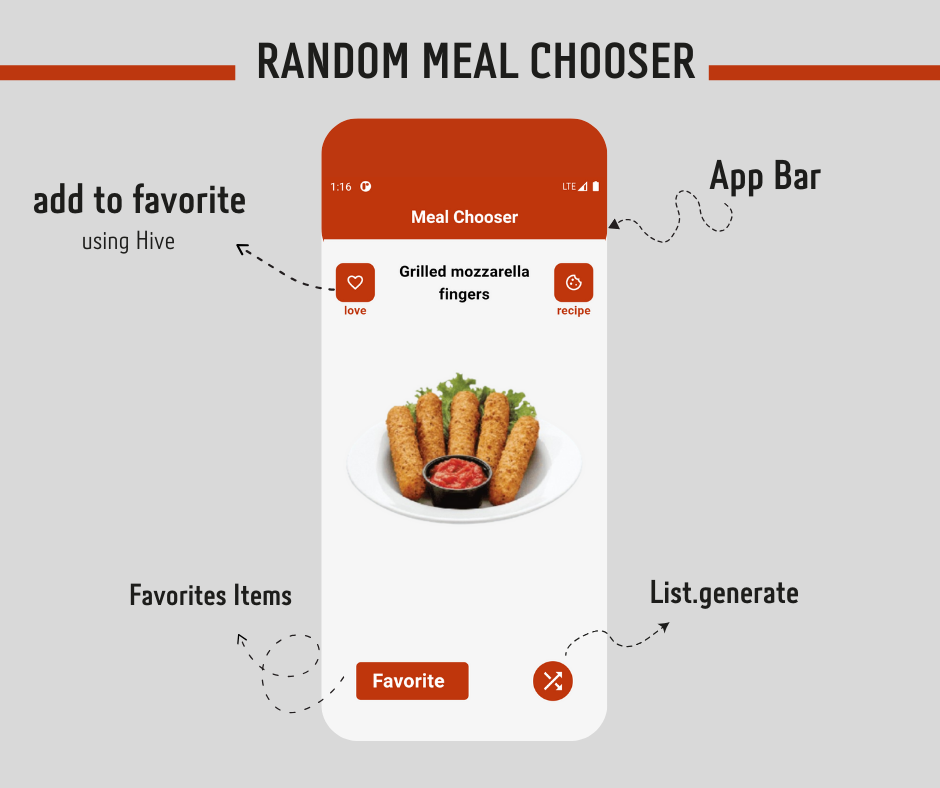 RANDOM MEAL CHOOSER
add to favorite
using Hive
App Bar
1:16
LTE
Meal Chooser
Grilled mozzarella
fingers
love
recipe
Favorites Items
List.generate
Favorite